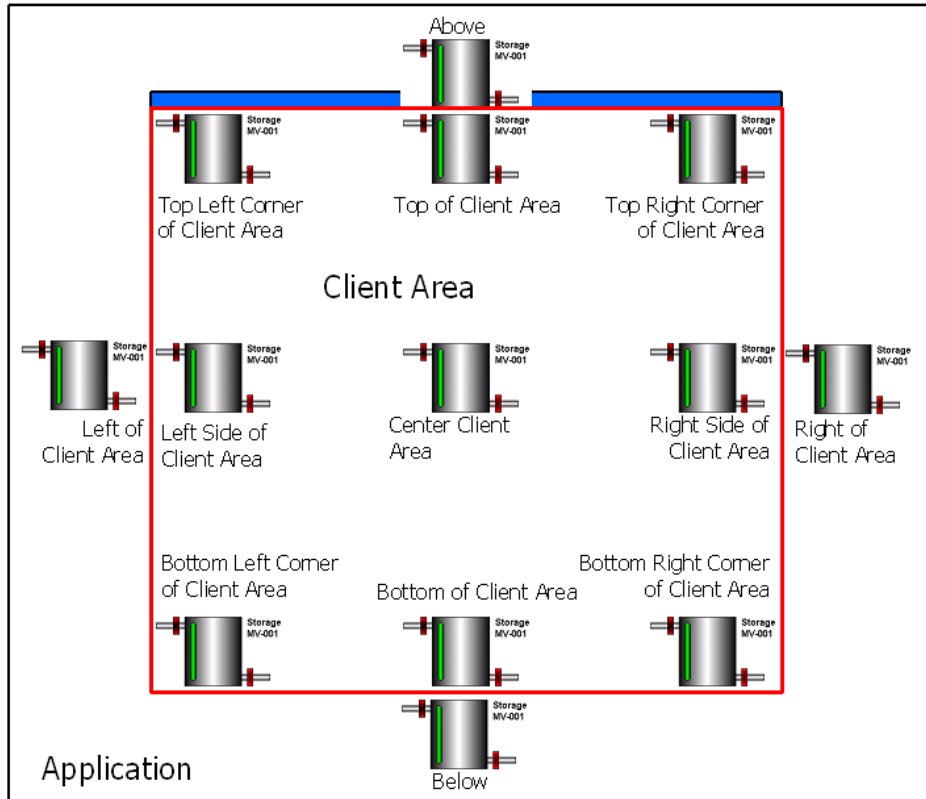 Above
Storage
MV-001
Storage
MV-001
Storage
MV-001
Storage
MV-001
Top Left Corner
of Client Area
Top of Client Area
Top Right Corner
of Client Area
Client Area
Storage
MV-001
Storage
MV-001
Storage
MV-001
Storage
MV-001
Storage
MV-001
Left of
Client Area
Left Side of
Client Area
Center Client
Area
Right Side of
Client Area
Right of
Client Area
Bottom Left Corner
of Client Area
Bottom of Client Area
Bottom Right Corner
of Client Area
Storage
MV-001
Storage
MV-001
Storage
MV-001
Storage
MV-001
Below
Application